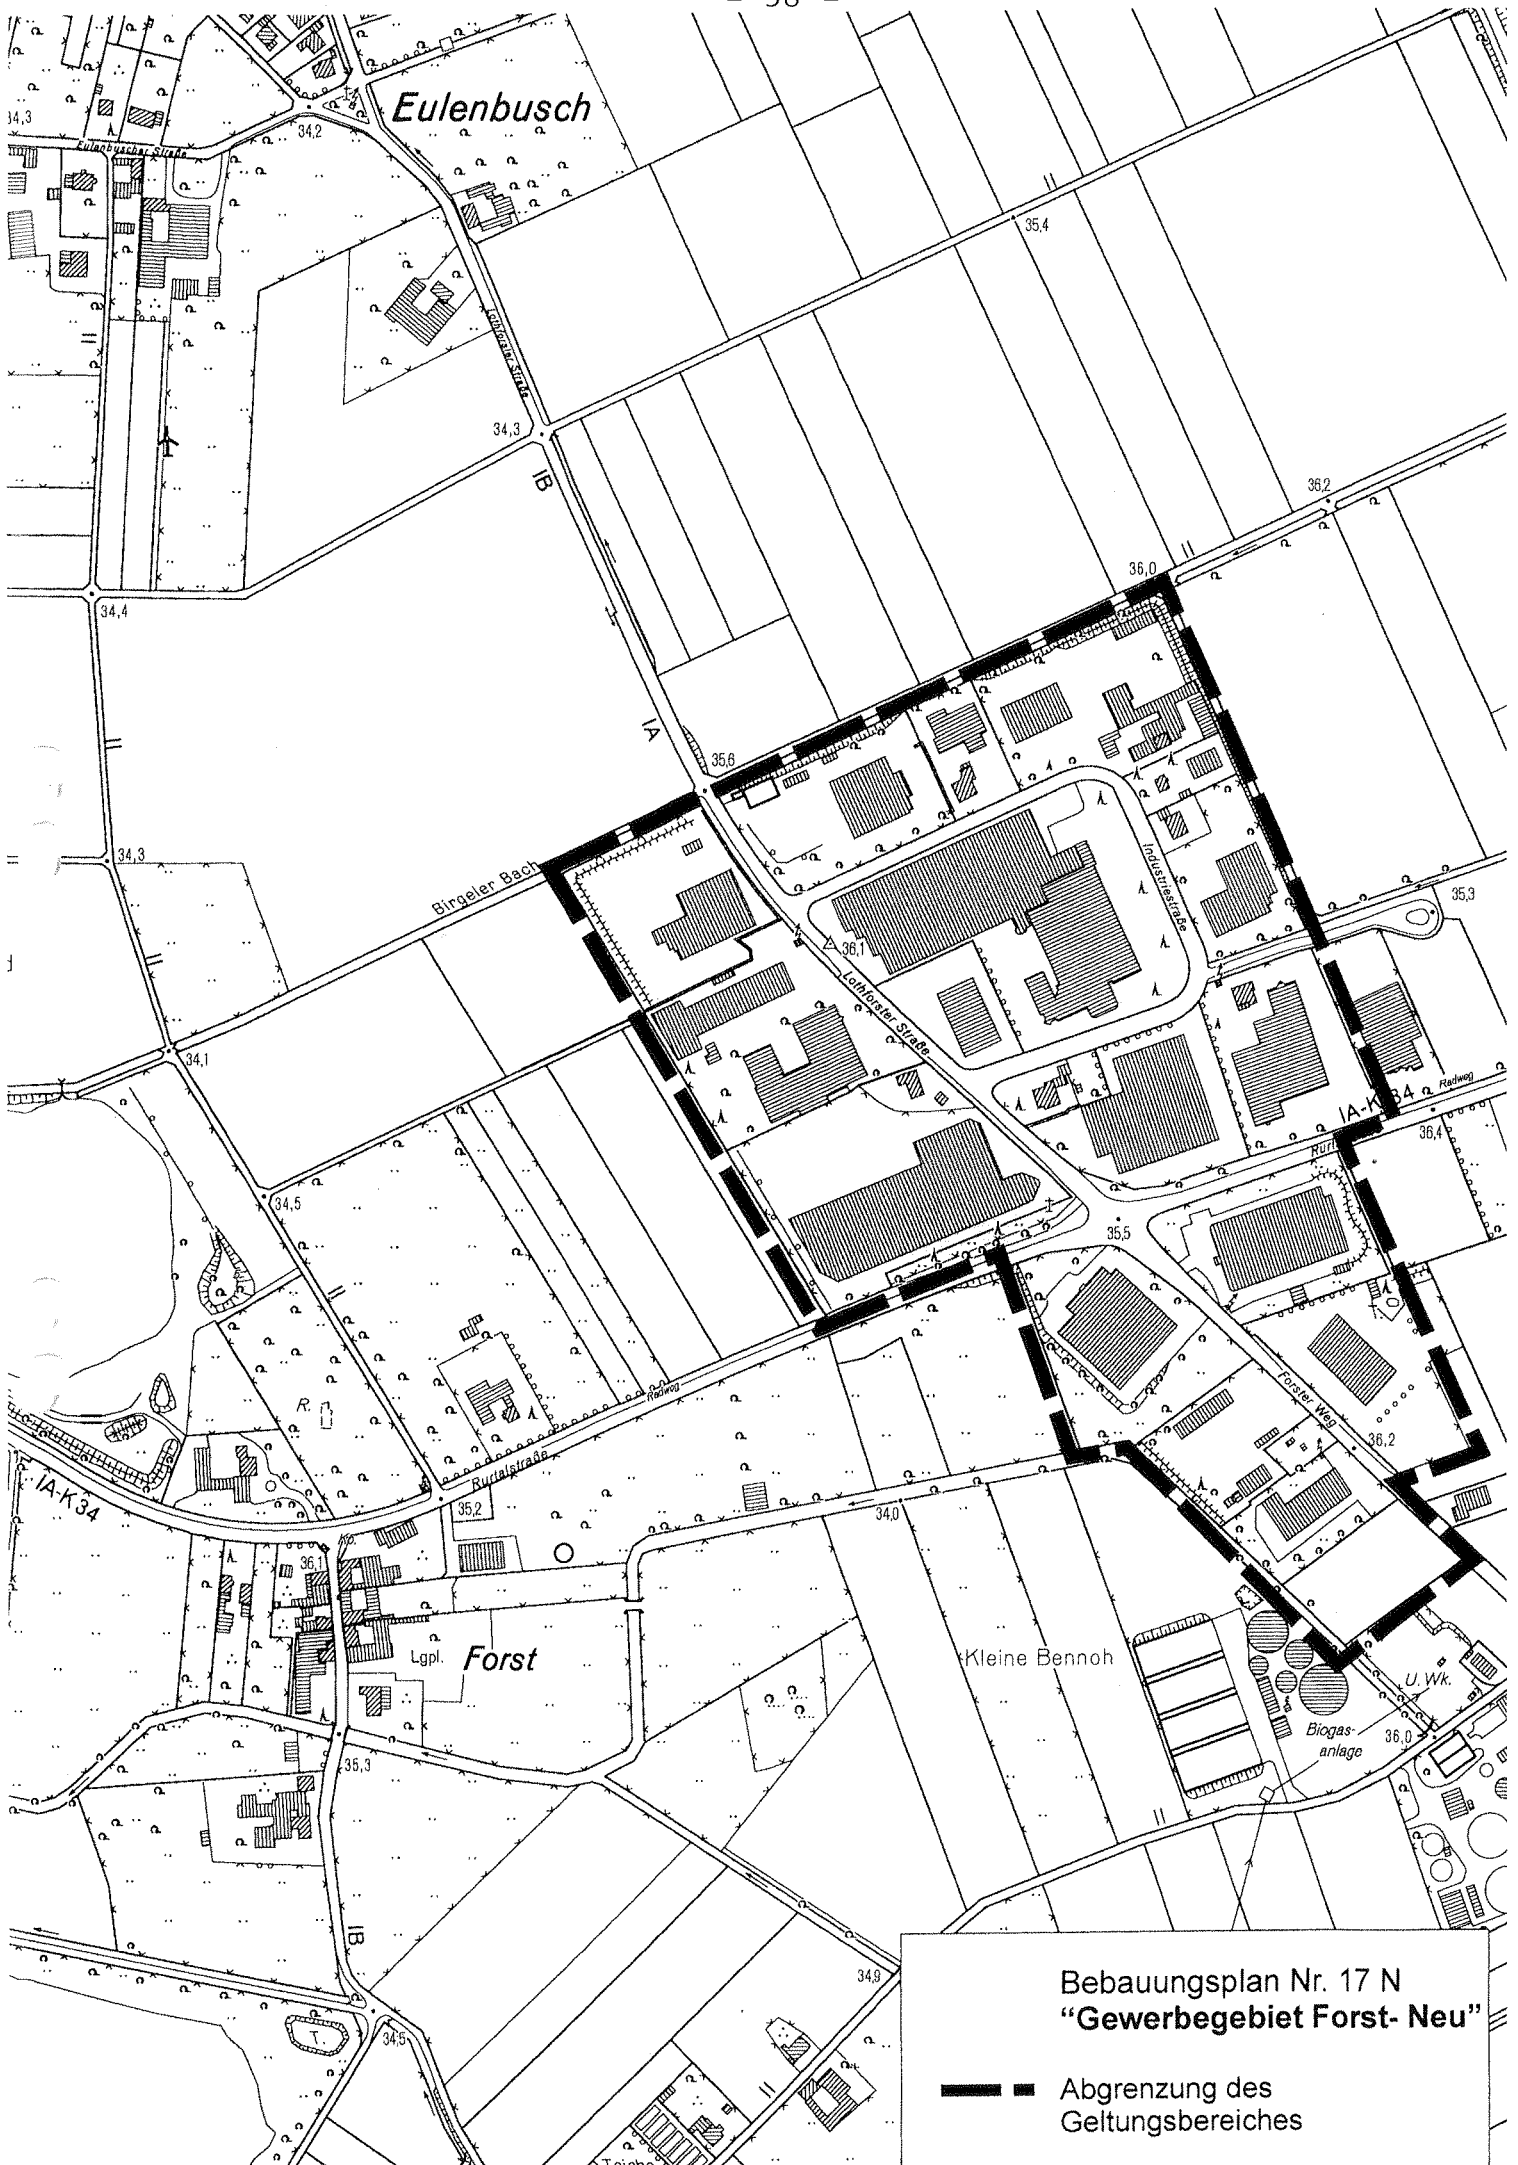 Eulenbusch
34,3
34,2
Eulenbuscher Straße
35,4
Lothforster Straße
34,3
IB
36,2
36,0
34,4
IA
35,6
34,3
Birgeler Bach
Industriestraße
35,3
36,1
Lothforster Straße
34,1
Radweg
IA-K 34
36,4
34,5
35,5
R.
Radweg
Forster Weg
36,2
Rurtalstraße
IA-K 34
35,2
34,0
36,1
Lgpl.
Forst
Kleine Bennoh
U. Wk.
Biogas-
anlage
36,0
35,3
IB
34,9
T.
34,5
Bebauungsplan Nr. 17 N
“Gewerbegebiet Forst- Neu”
Abgrenzung des
Geltungsbereiches